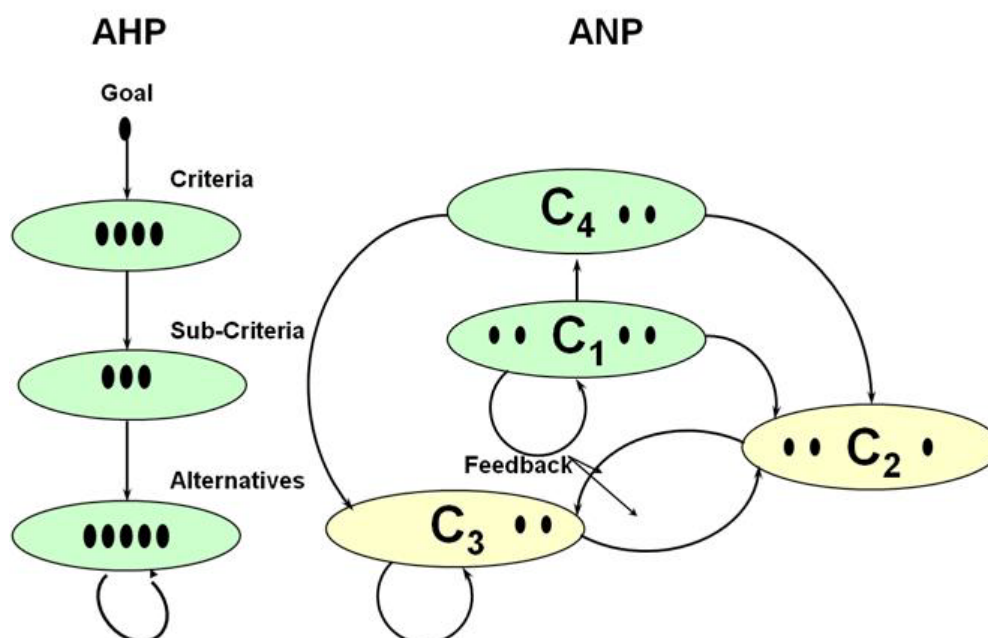 AHP
ANP
Goal
Criteria
Sub-Criteria
Alternatives
C4
C1
C2
Feedback
C3